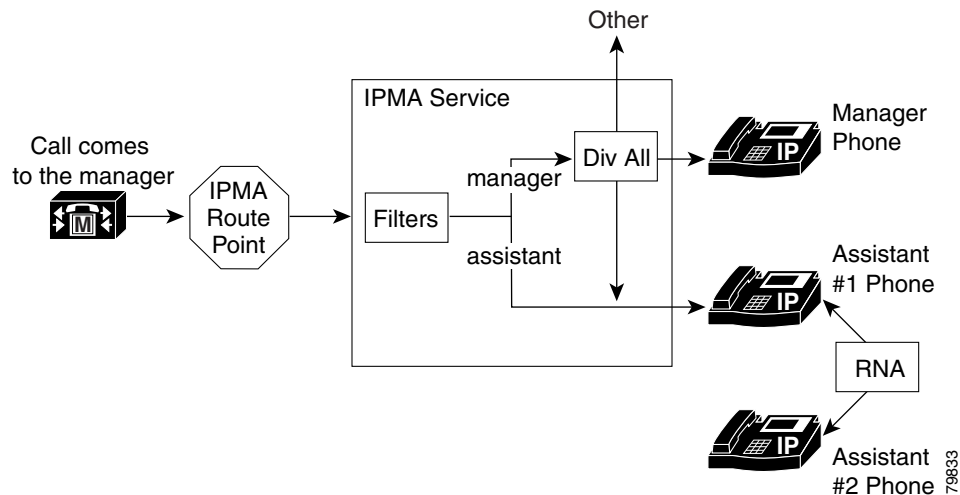 Other
IPMA Service
Manager
Phone
Call comes
to the manager
M
IPMA
Route
Point
Filters
manager
assistant
Div All
IP
Assistant
#1 Phone
IP
RNA
IP
Assistant
#2 Phone
79833